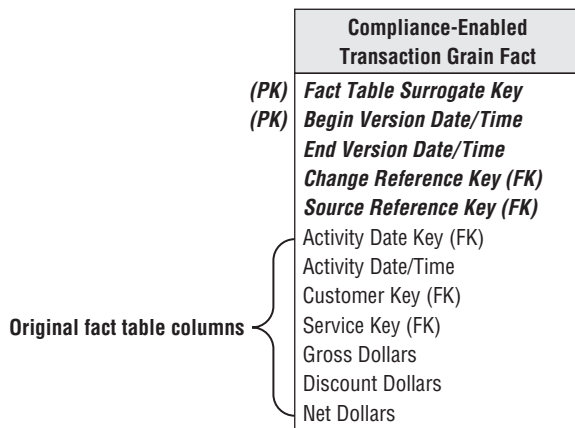 Compliance-Enabled
Transaction Grain Fact
(PK) Fact Table Surrogate Key
(PK) Begin Version Date/Time
End Version Date/Time
Change Reference Key (FK)
Source Reference Key (FK)
Activity Date Key (FK)
Activity Date/Time
Customer Key (FK)
Original fact table columns Service Key (FK)
Gross Dollars
Discount Dollars
Net Dollars